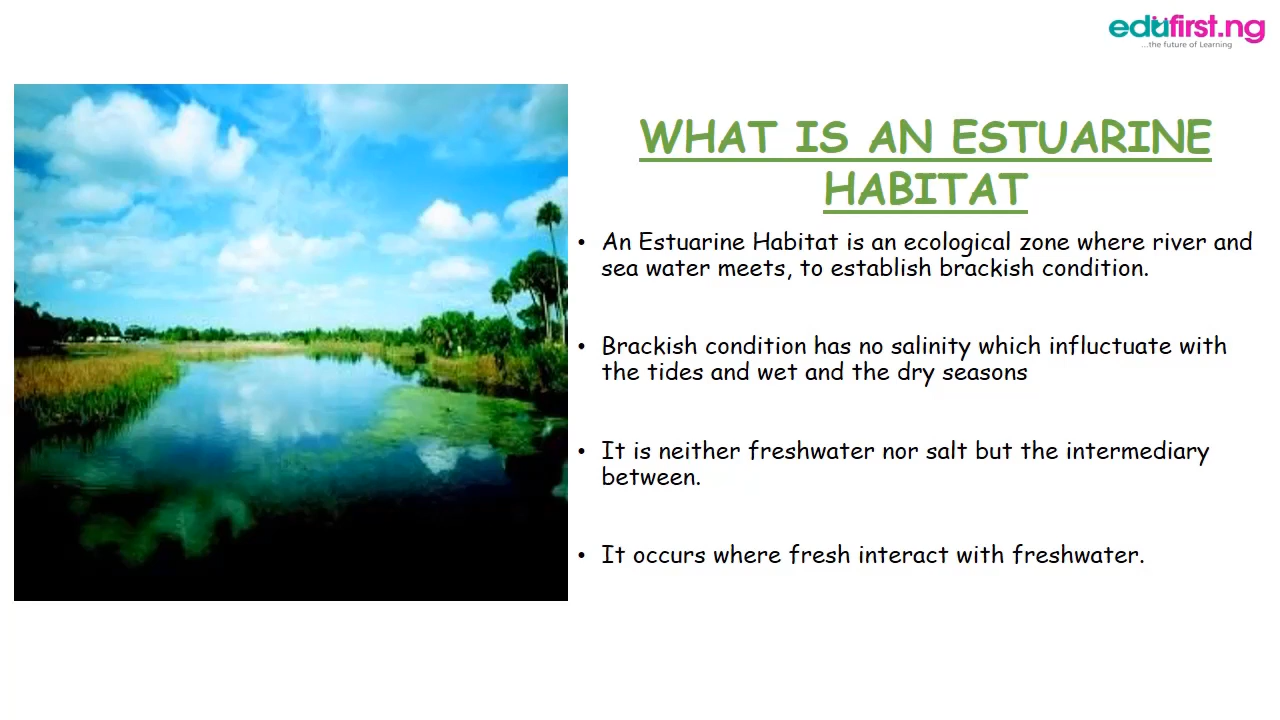 edufirst.ng
...the future of Learning
WHAT IS AN ESTUARINE
HABITAT
• An Estuarine Habitat is an ecological zone where river and
sea water meets, to establish brackish condition.
• Brackish condition has no salinity which influctuate with
the tides and wet and the dry seasons
• It is neither freshwater nor salt but the intermediary
between.
• It occurs where fresh interact with freshwater.